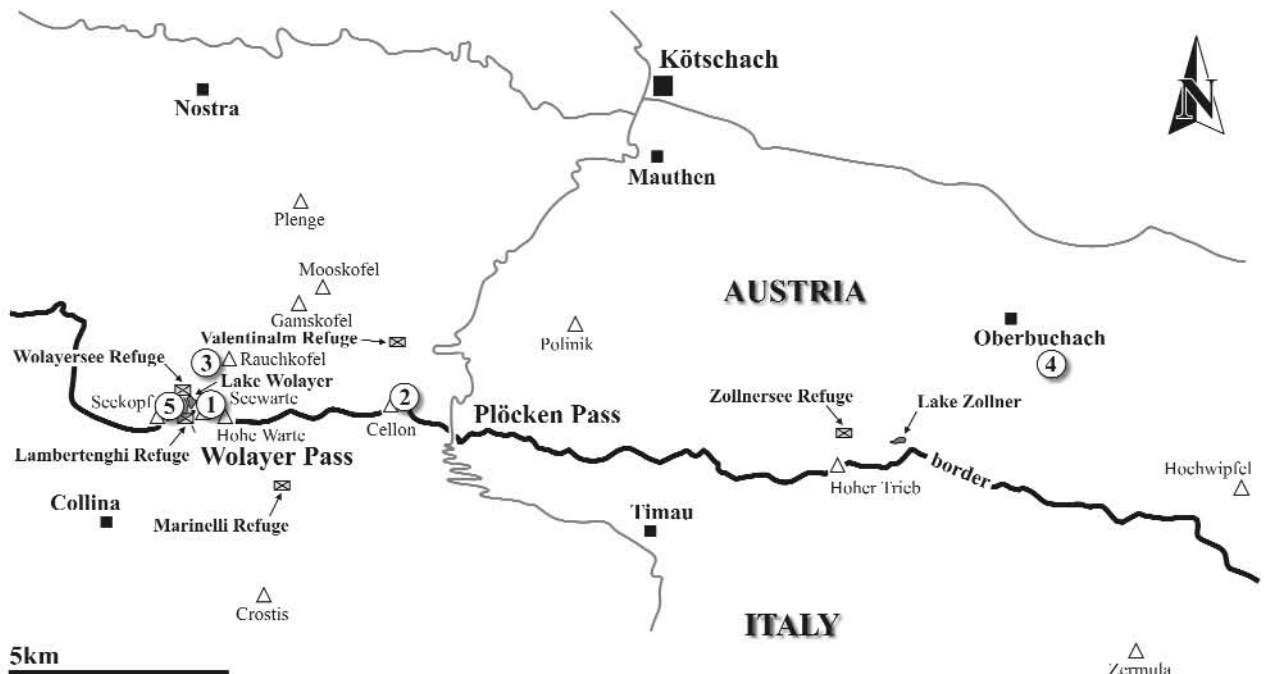 Kötschach
N
Nostra
Mauthen
Plenge
Mooskofel
AUSTRIA
Gamskofel
Valentinalm Refuge
Oberbuchach
Polinik
Wolayersee Refuge
3
Rauchkofel
4
Lake Wolayer
Zollnersee Refuge
Lake Zollner
Seekopf
5
1
Seewarte
2
Plöcken Pass
Hohe Warte
Cellon
Lambertenghi Refuge
Wolayer Pass
border
Hochwipfel
Hoher Trieb
Collina
Marinelli Refuge
Timau
Crostis
ITALY
5km
Zermula